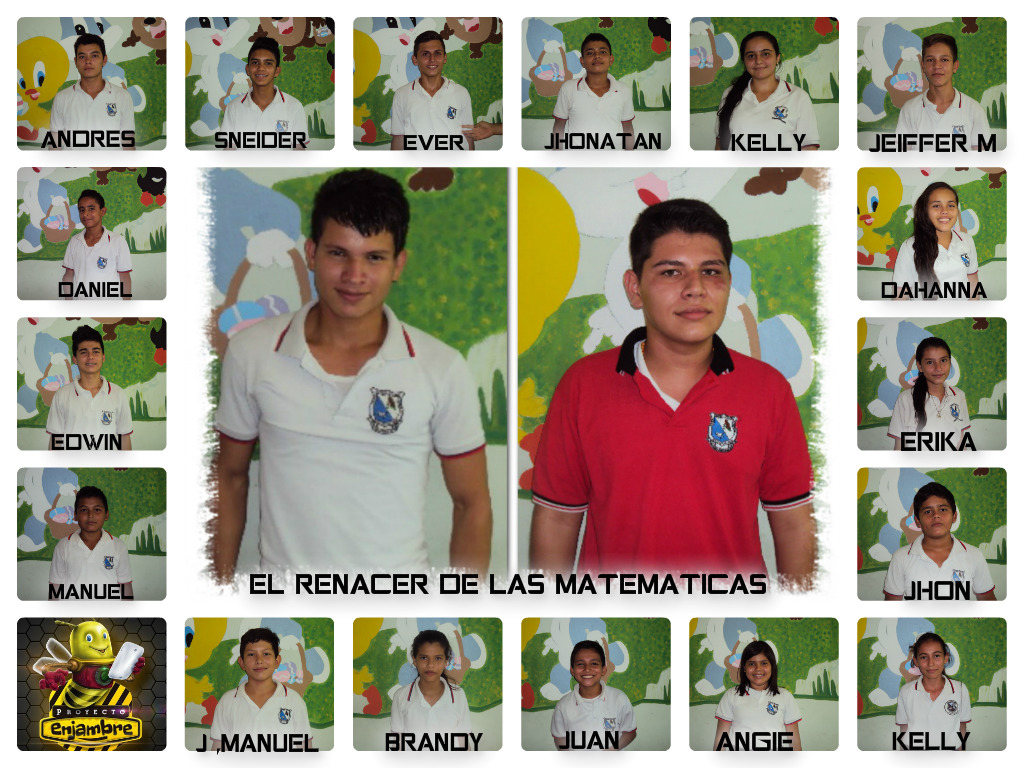 ANDRES
SNEIDER
EVER
JHONATAN
KELLY
JEIFFER M
DANIEL
DAHANNA
EDWIN
ERIKA
MANUEL
JHON
EL RENACER DE LAS MATEMATICAS
PROYECTO
enjambre
J ,MANUEL
BRANDY
JUAN
ANGIE
KELLY